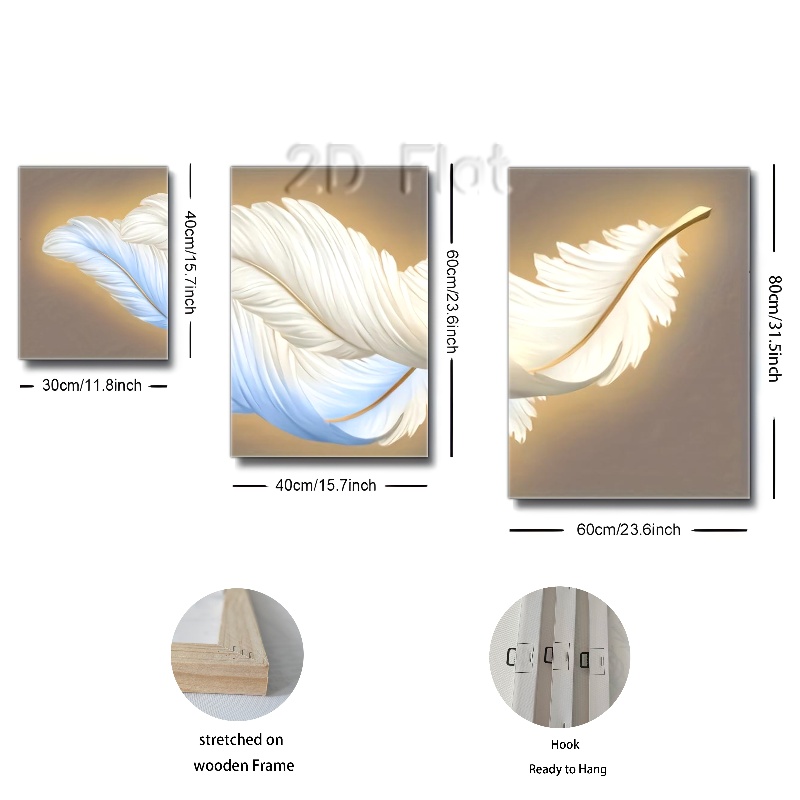 2D Flat
40cm/15.7inch
30cm/11.8inch
60cm/23.6inch
40cm/15.7inch
80cm/31.5inch
60cm/23.6inch
stretched on
wooden Frame
Hook
Ready to Hang